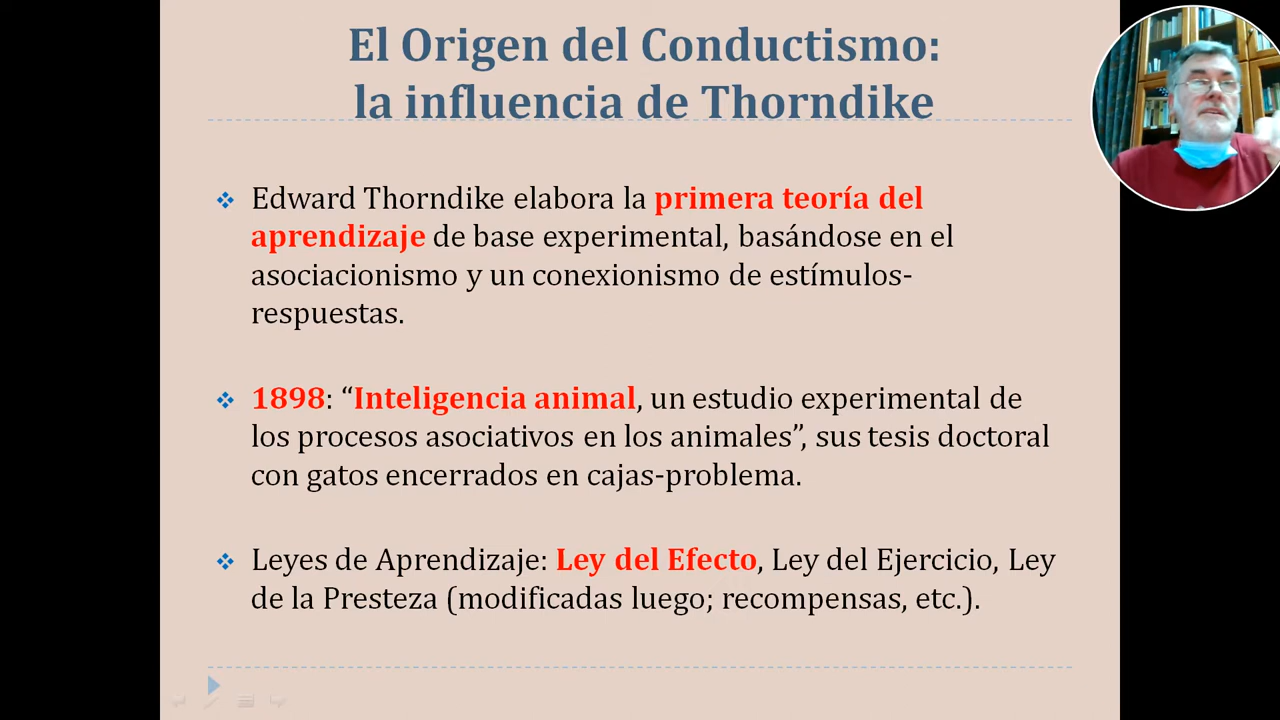 El Origen del Conductismo:
la influencia de Thorndike
Edward Thorndike elabora la primera teoría del
aprendizaje de base experimental, basándose en el
asociacionismo y un conexionismo de estímulos-
respuestas.
1898: “Inteligencia animal, un estudio experimental de
los procesos asociativos en los animales”, sus tesis doctoral
con gatos encerrados en cajas-problema.
Leyes de Aprendizaje: Ley del Efecto, Ley del Ejercicio, Ley
de la Presteza (modificadas luego; recompensas, etc.).